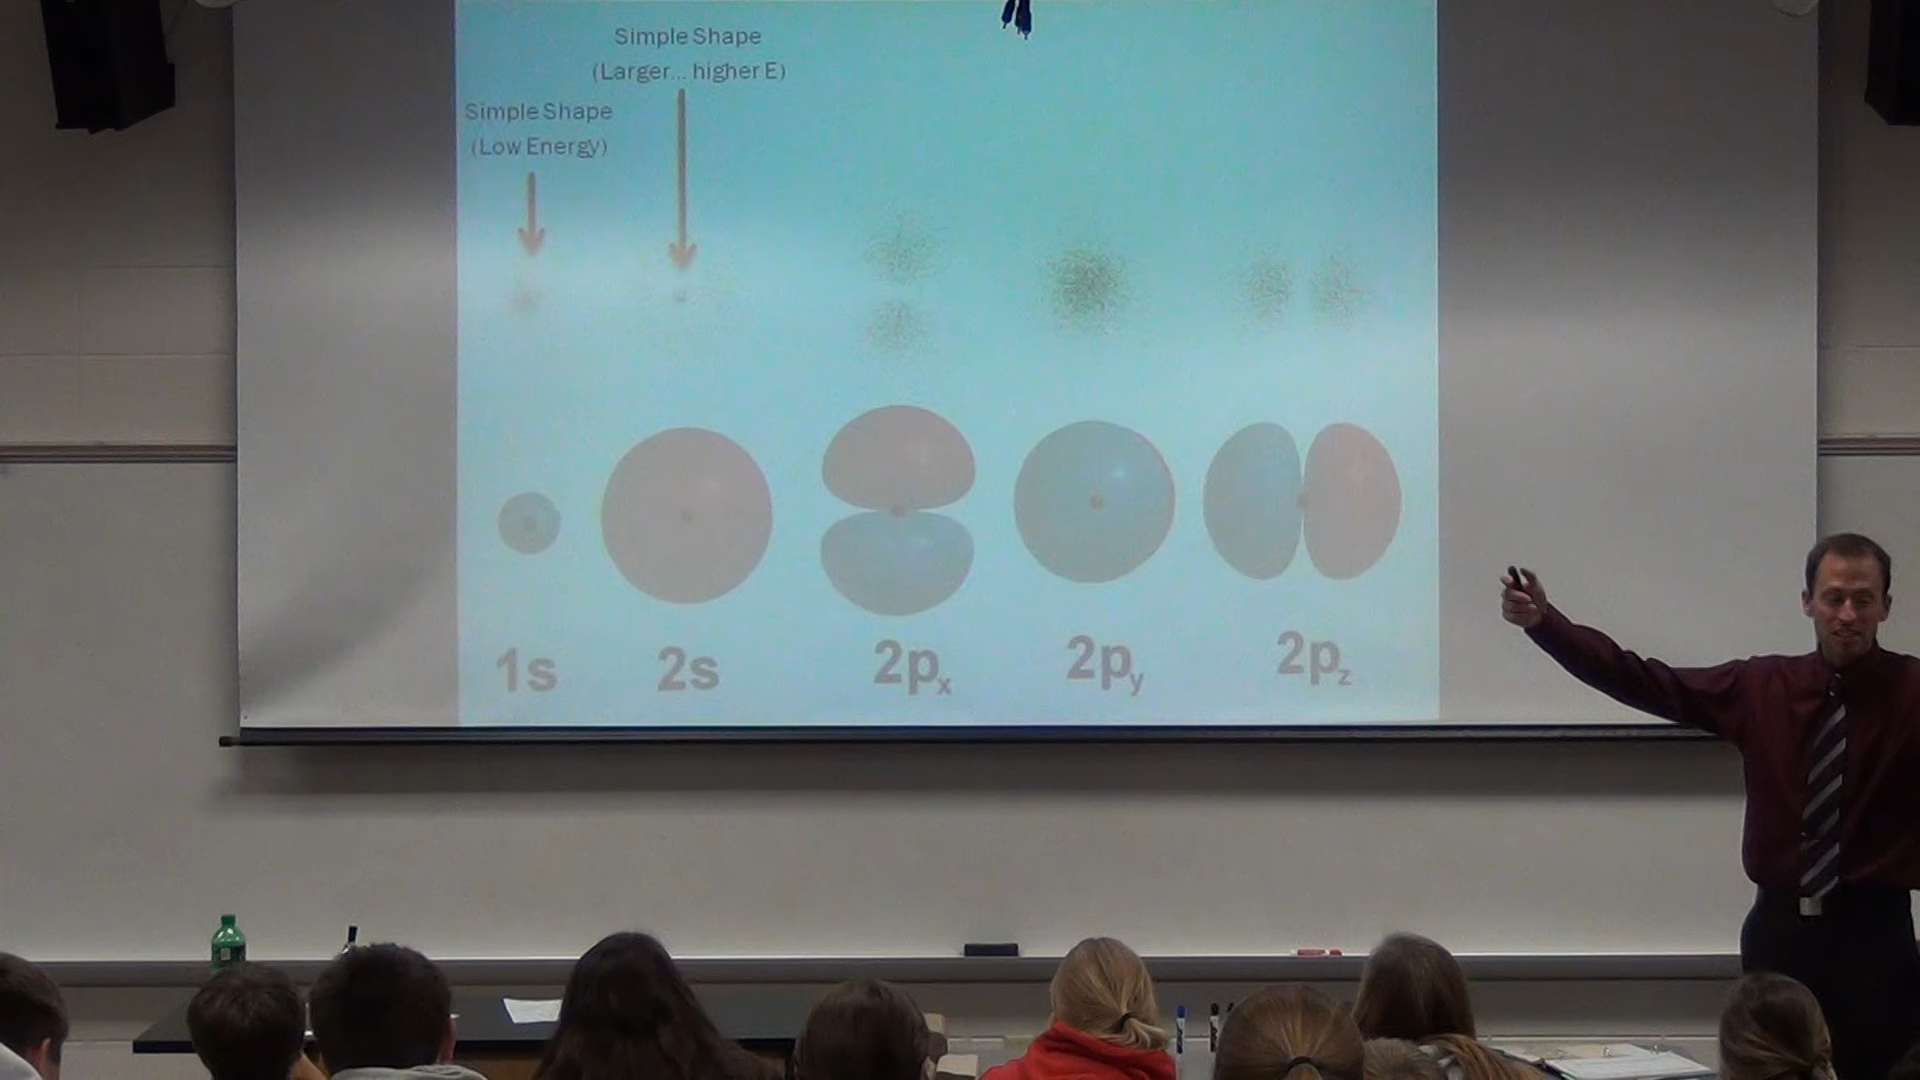 Simple Shape
(Larger... higher E)
Simple Shape
(Low Energy)
1s
2s
2px
2py
2pz